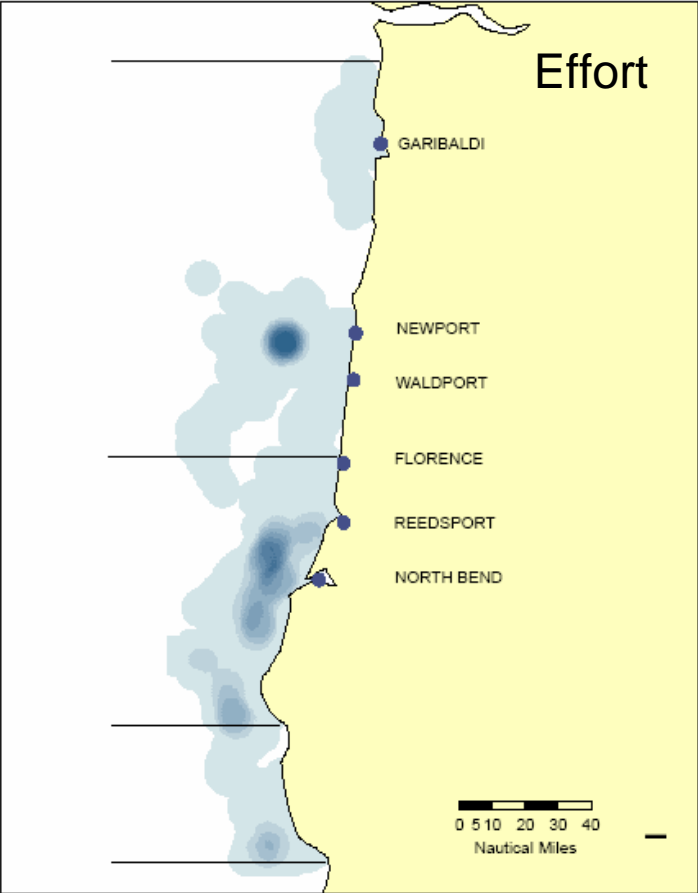 Effort
GARIBALDI
NEWPORT
WALDPORT
FLORENCE
REEDSPORT
NORTH BEND
0 5 10 20 30 40
Nautical Miles